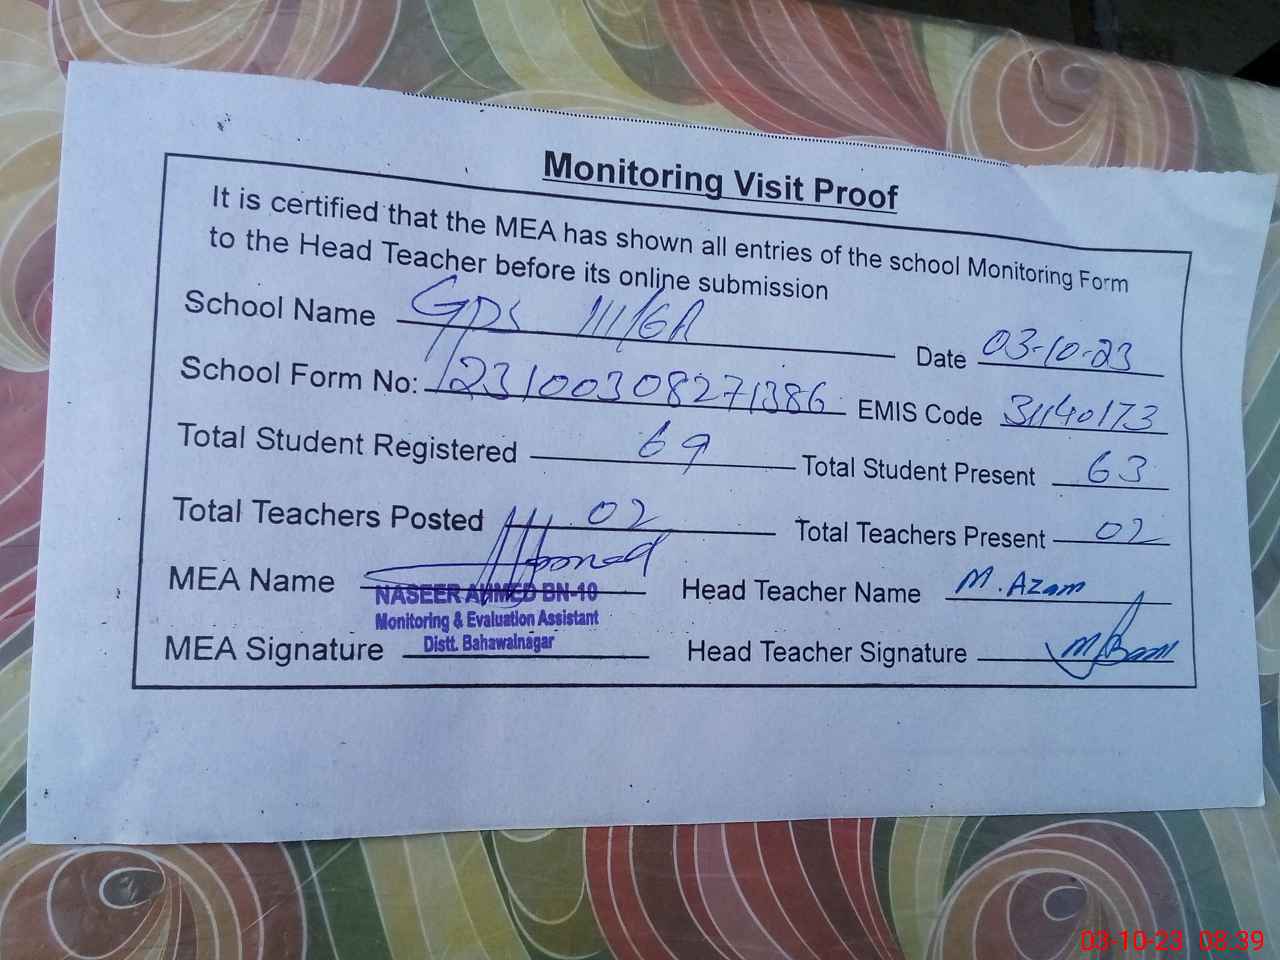 Monitoring Visit Proof
It is certified that the MEA has shown all entries of the school Monitoring Form
to the Head Teacher before its online submission
School Name GPS 111/6R Date 03-10-23
School Form No: 123100308271386 EMIS Code 31140173
Total Student Registered 69 Total Student Present 63
Total Teachers Posted 02 Total Teachers Present 02
MEA Name Head Teacher Name M. Azam
NASEER AHMED BN-10
Monitoring & Evaluation Assistant
Distt. Bahawalnagar
MEA Signature Head Teacher Signature
03-10-23 08:39